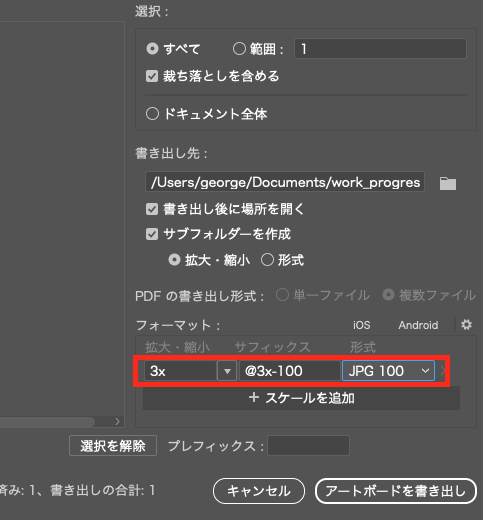 選択：
すべて 範囲： 1
裁ち落としを含める
ドキュメント全体
書き出し先：
/Users/george/Documents/work_progres
書き出し後に場所を開く
サブフォルダーを作成
拡大・縮小 形式
PDF の書き出し形式： 単一ファイル 複数ファイル
フォーマット： iOS Android
拡大・縮小 サフィックス 形式
3x @3x-100 JPG 100
+ スケールを追加
選択を解除 プレフィックス：
済み: 1、書き出しの合計: 1 キャンセル アートボードを書き出し